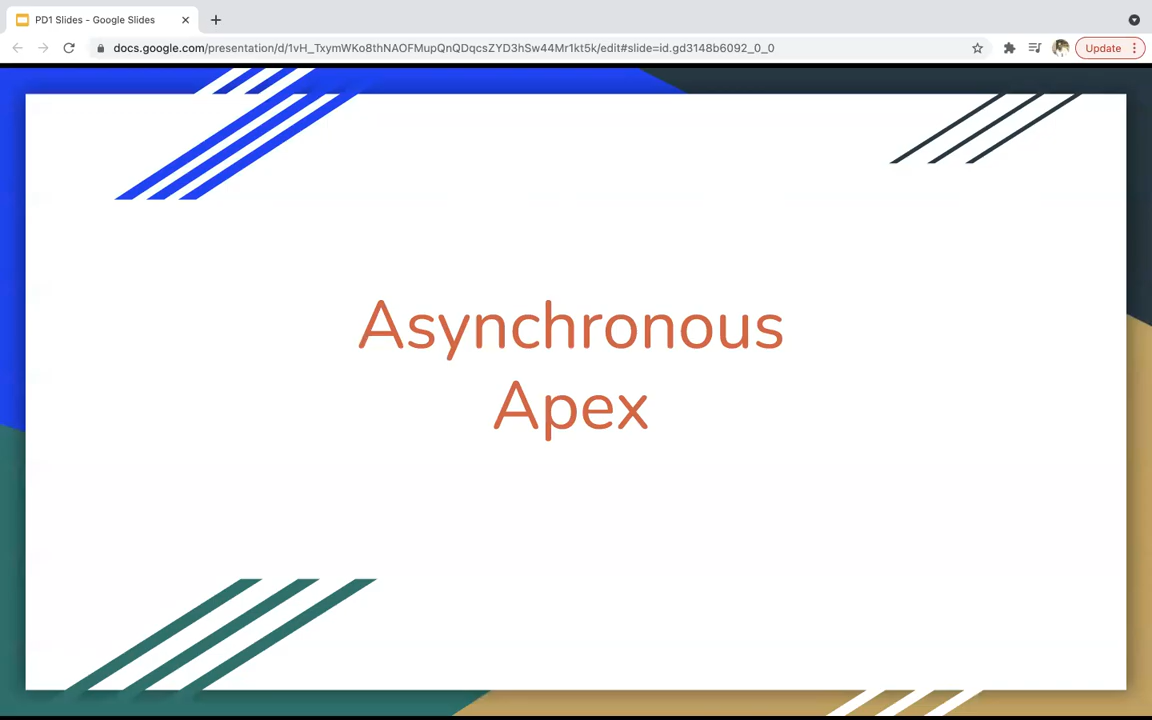 PD1 Slides - Google Slides
docs.google.com/presentation/d/1vH_TxymWKo8thNAOFMupQnQDqcsZYD3hSw44Mr1kt5k/edit#slide=id.gd3148b6092_0_0
Update
Asynchronous
Apex